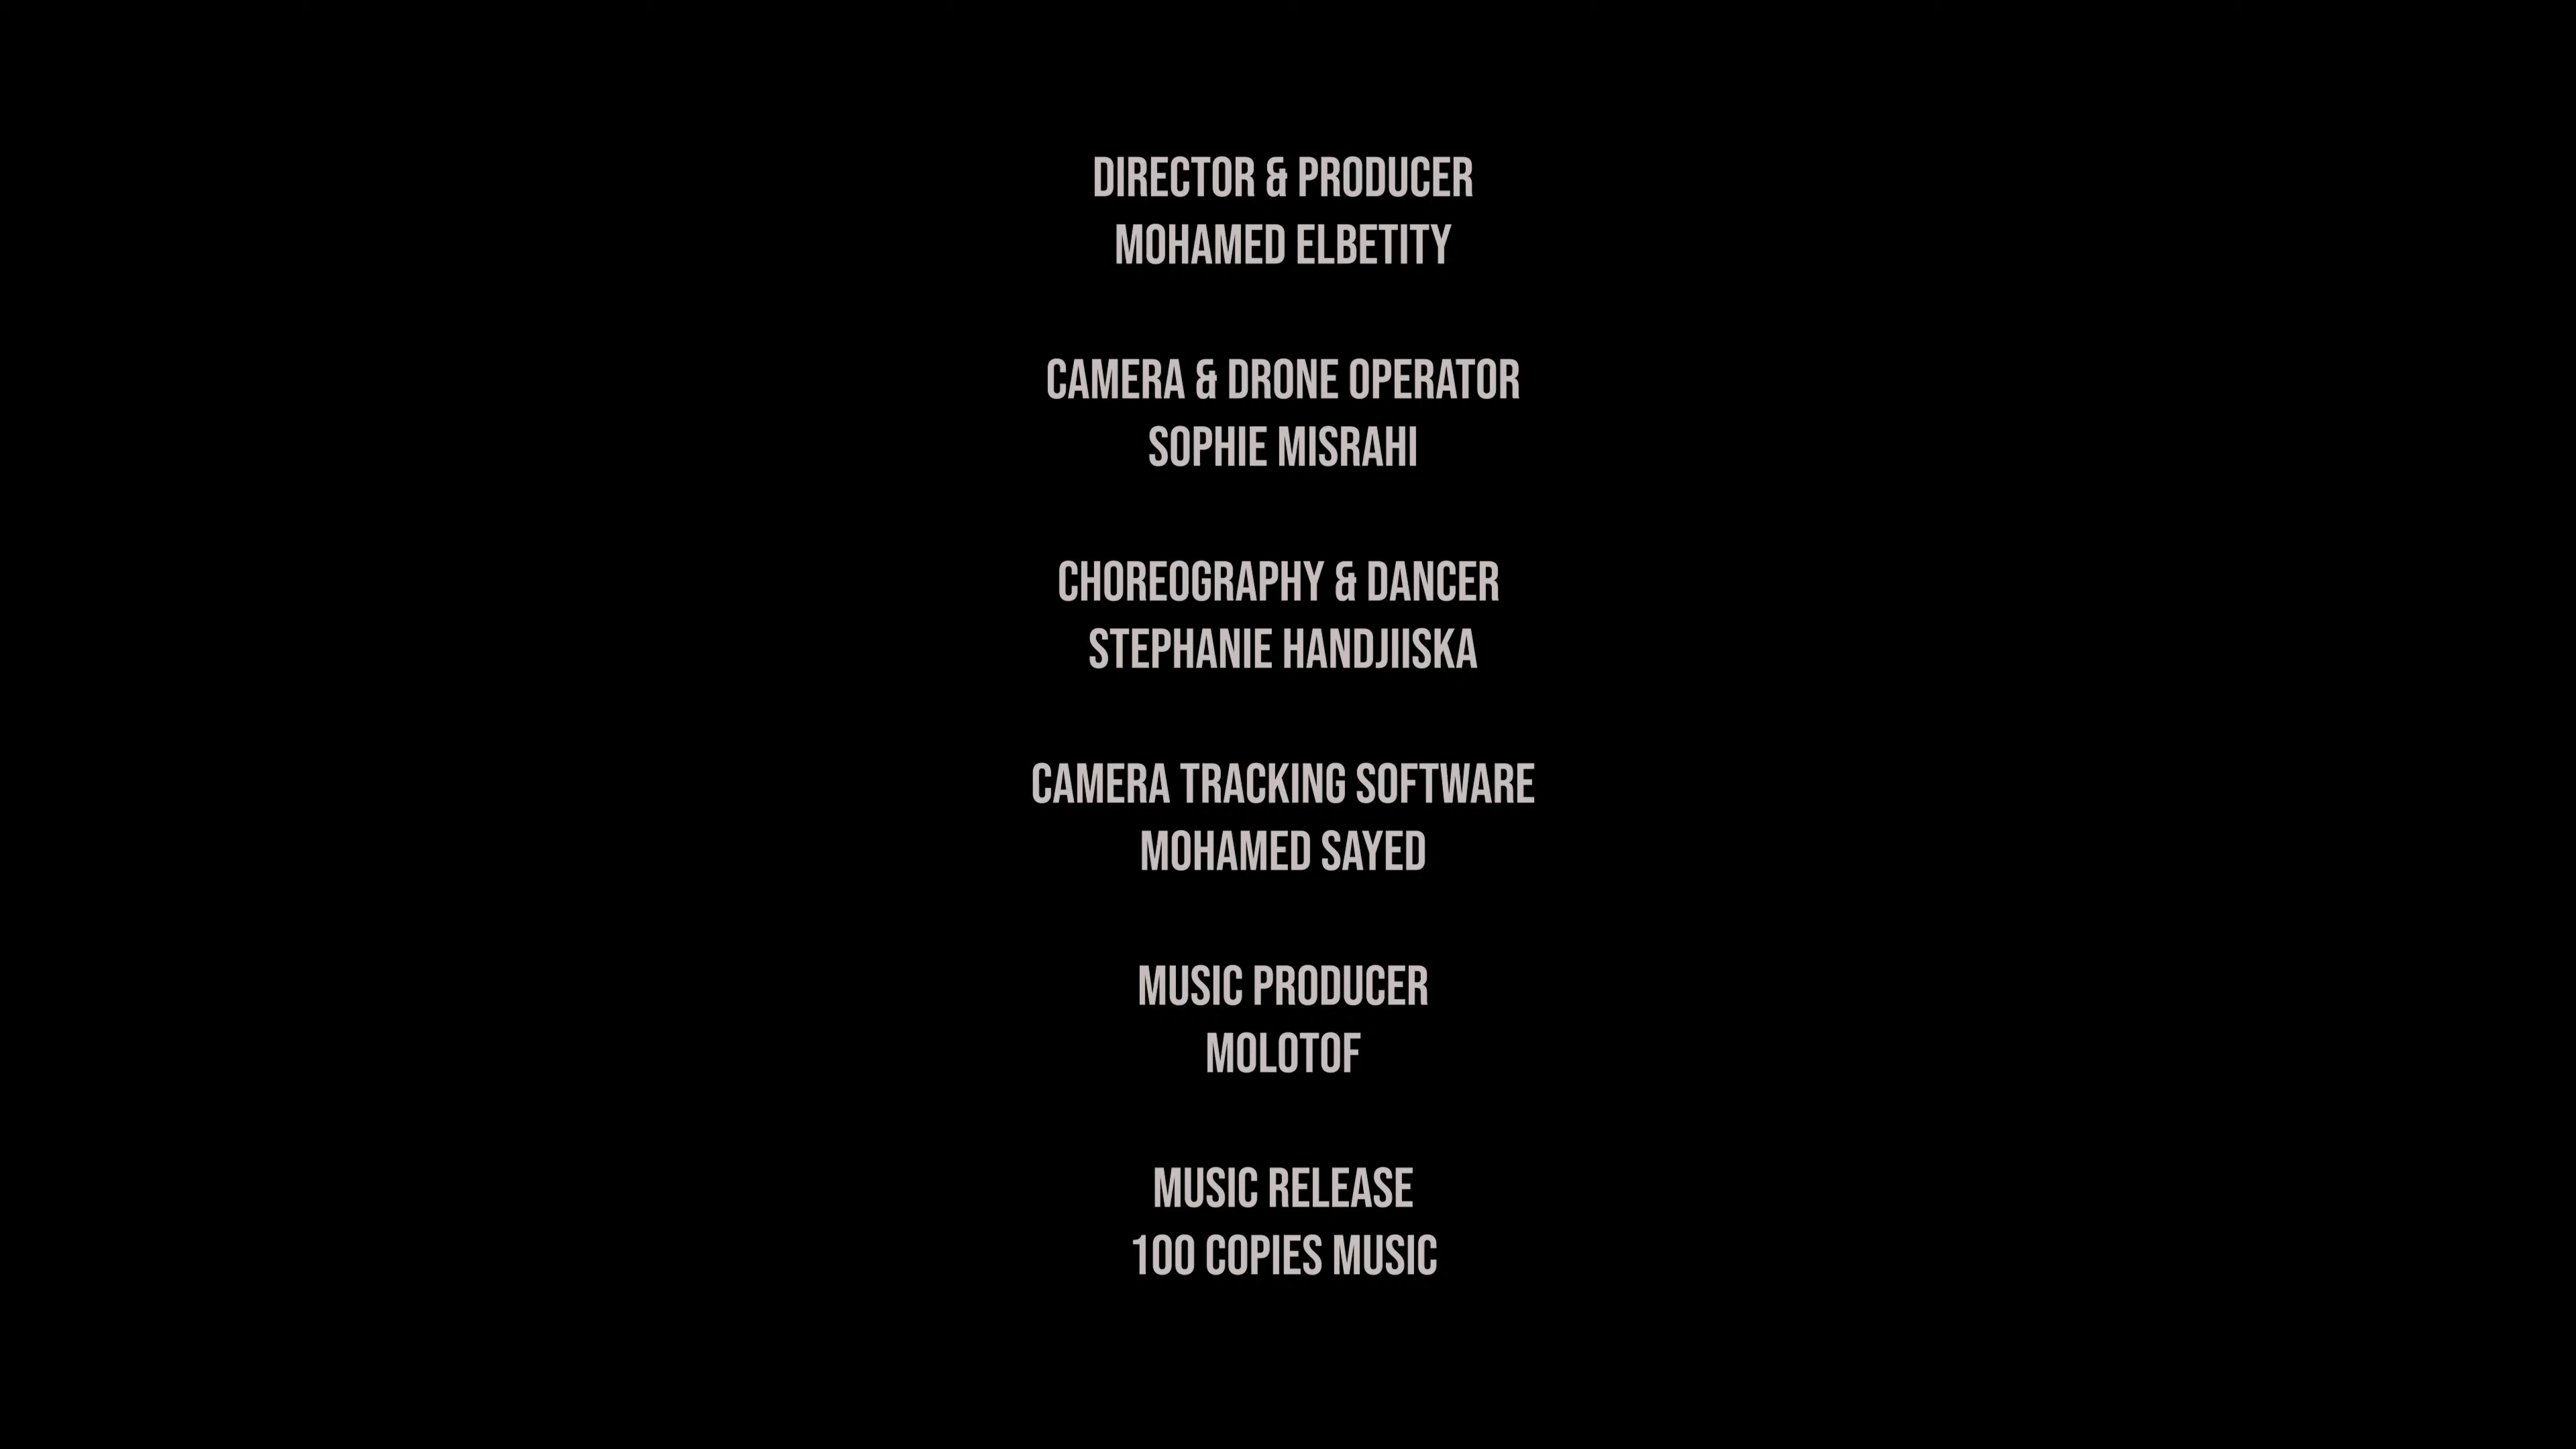 DIRECTOR & PRODUCER
MOHAMED ELBETITY
CAMERA & DRONE OPERATOR
SOPHIE MISRAHI
CHOREOGRAPHY & DANCER
STEPHANIE HANDJIISKA
CAMERA TRACKING SOFTWARE
MOHAMED SAYED
MUSIC PRODUCER
MOLOTOF
MUSIC RELEASE
100 COPIES MUSIC